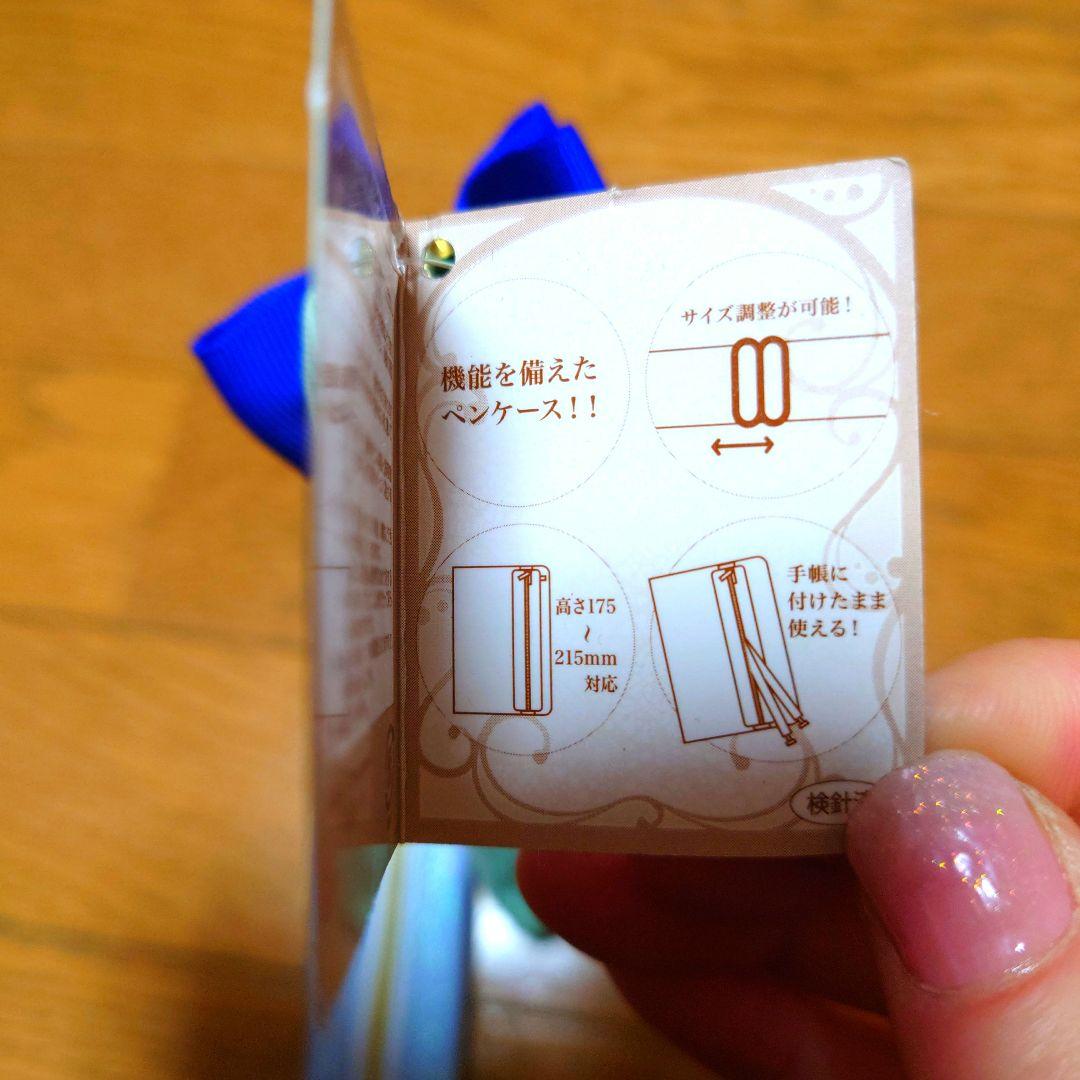 機能を備えた
ペンケース!!
サイズ調整が可能!
高さ175
〜
215mm
対応
手帳に
付けたまま
使える!
検針